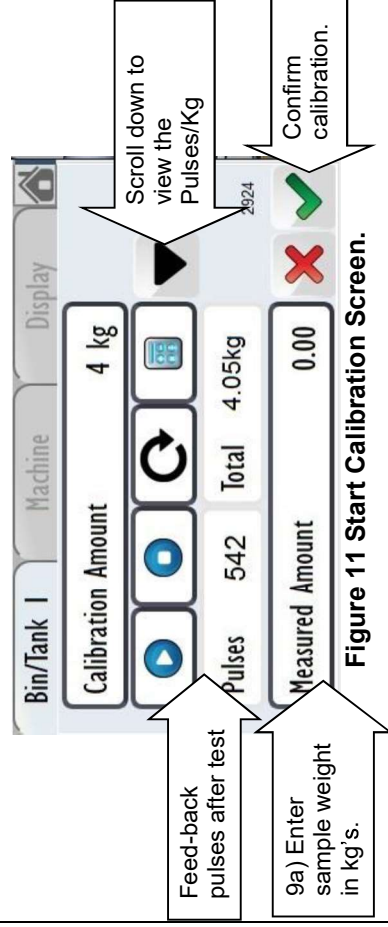 Bin/Tank 1 Machine Display
Calibration Amount 4 kg
Scroll down to
view the
Pulses/Kg
Feed-back
pulses after test
Pulses 542 Total 4.05kg
2924
Measured Amount 0.00
9a) Enter
sample weight
in kg's.
Confirm
calibration.
Figure 11 Start Calibration Screen.